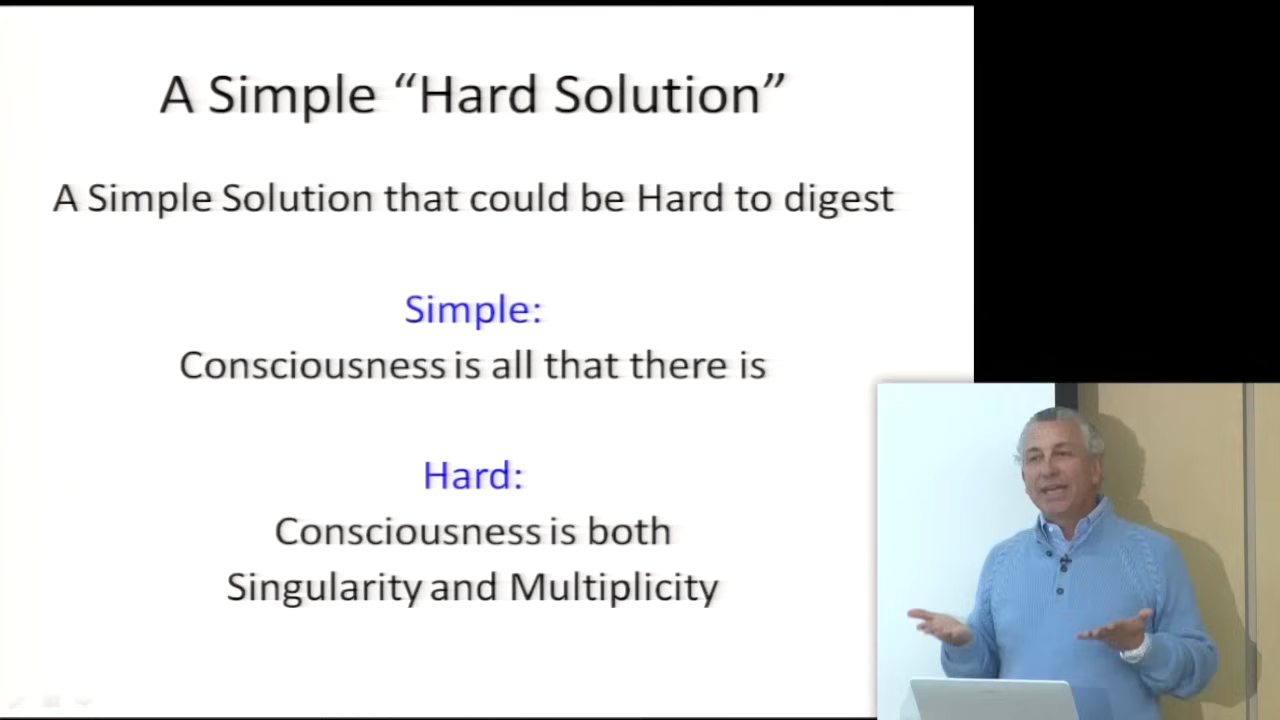 A Simple “Hard Solution”
A Simple Solution that could be Hard to digest
Simple:
Consciousness is all that there is
Hard:
Consciousness is both
Singularity and Multiplicity